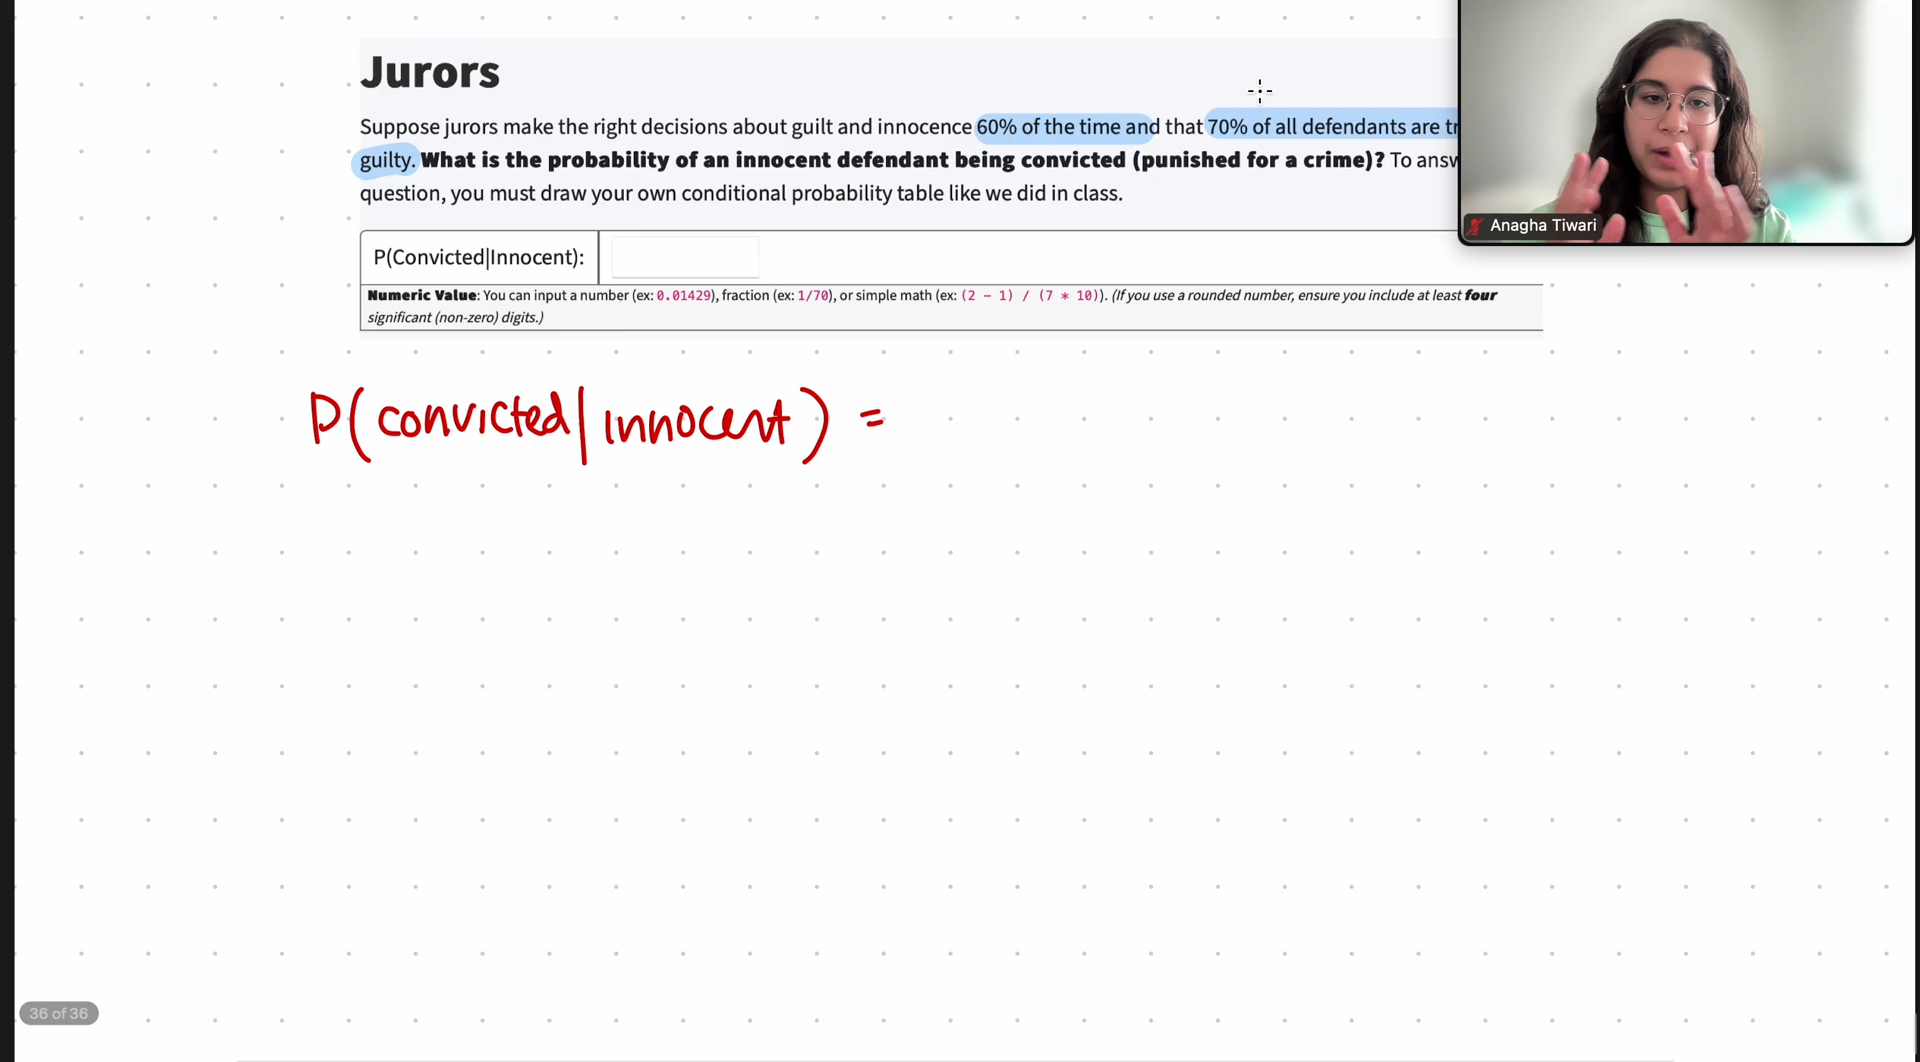 Jurors
Suppose jurors make the right decisions about guilt and innocence 60% of the time and that 70% of all defendants are
guilty. What is the probability of an innocent defendant being convicted (punished for a crime)? To
question, you must draw your own conditional probability table like we did in class.
Anagha Tiwari
P(Convicted|Innocent):
Numeric Value: You can input a number (ex: 0.01429), fraction (ex: 1/70), or simple math (ex: (2 - 1) / (7 * 10)). (If you use a rounded number, ensure you include at least four
significant (non-zero) digits.)
P(convicted|innocent) =
36 of 36